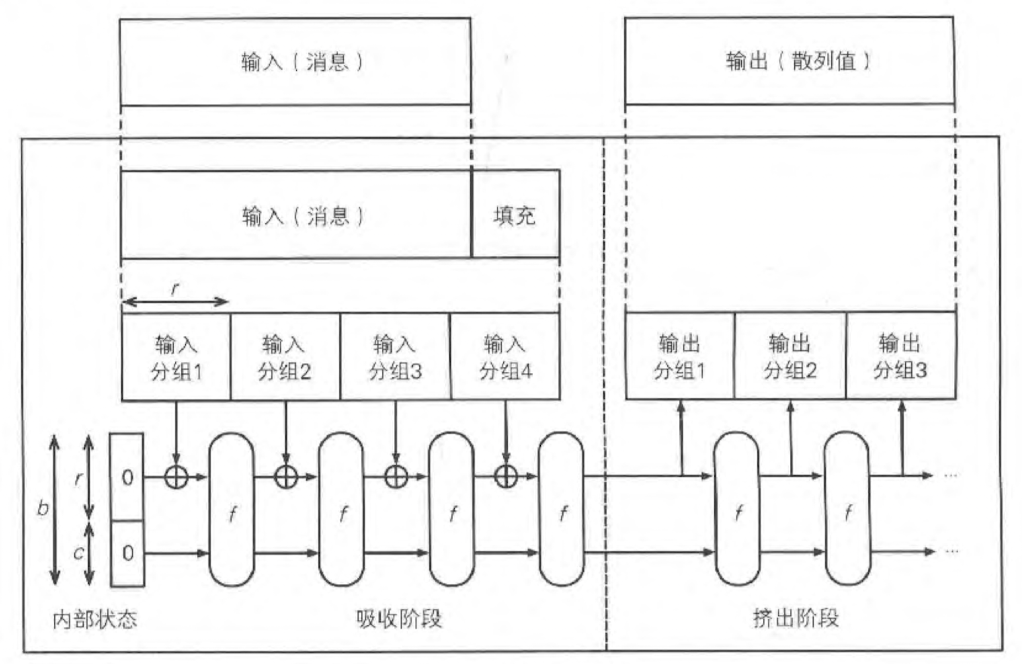 输入（消息）
输出（散列值）
输入（消息）
填充
r
输入
分组1
输入
分组2
输入
分组3
输入
分组4
输出
分组1
输出
分组2
输出
分组3
b
r
c
0
0
f
f
f
f
f
f
...
...
内部状态
吸收阶段
挤出阶段